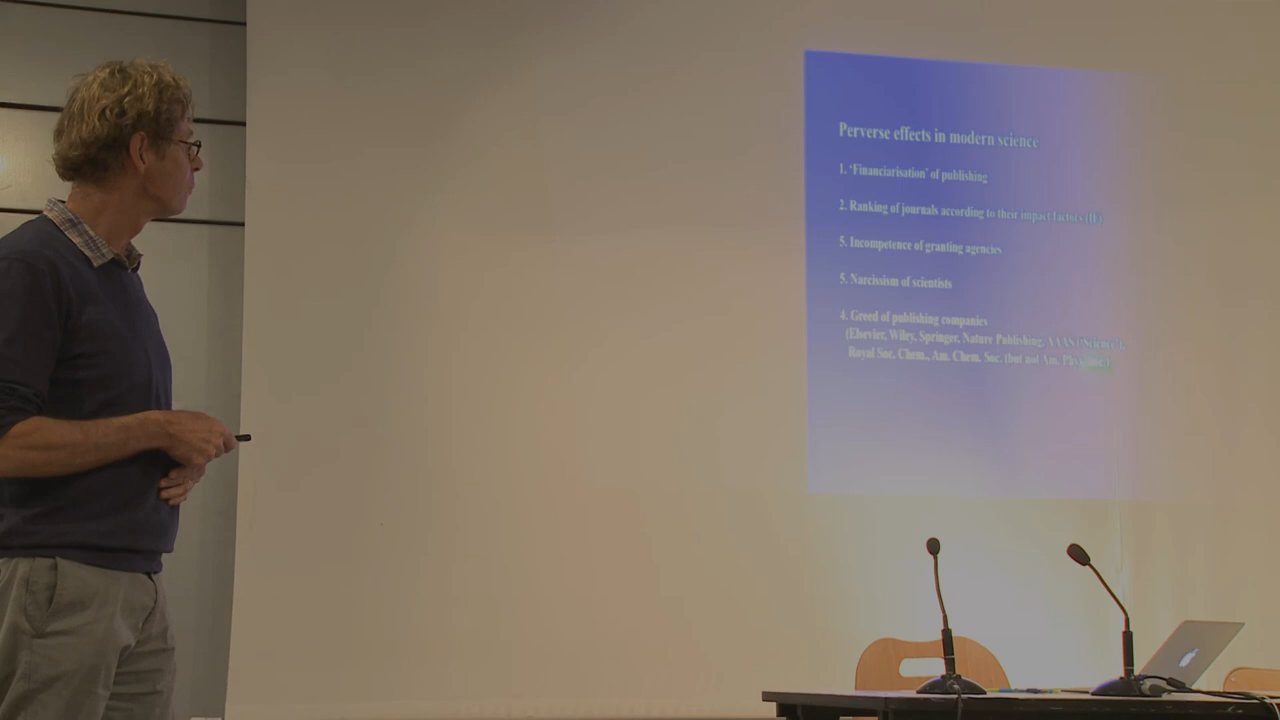 Perverse effects in modern science
1. 'Financiarisation' of publishing
2. Ranking of journals according to their impact factors (IF)
5. Incompetence of granting agencies
5. Narcissism of scientists
4. Greed of publishing companies
(Elsevier, Wiley, Springer, Nature Publishing, AAAS ('Science'),
Royal Soc. Chem., Am. Chem. Soc. (but not Am. Phys. Soc.)